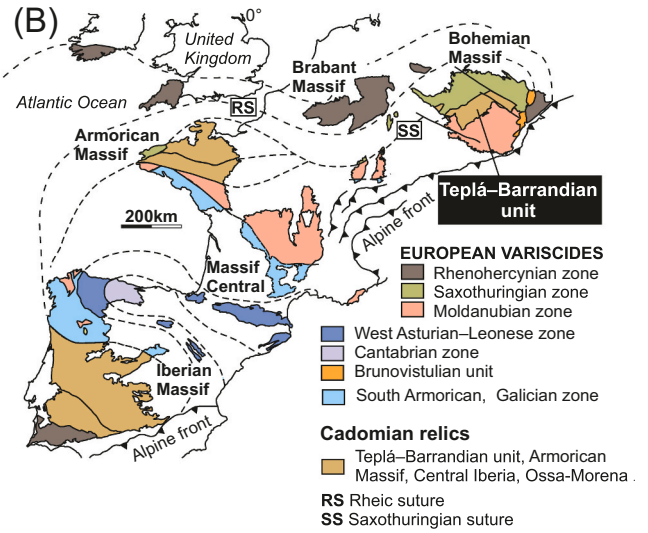 (B)
0°
United
Kingdom
Bohemian
Massif
Brabant
Massif
Atlantic Ocean
RS
SS
Armorican
Massif
Teplá–Barrandian
unit
200km
Alpine front
Massif
Central
EUROPEAN VARISCIDES
Rhenohercynian zone
Saxothuringian zone
Moldanubian zone
West Asturian–Leonese zone
Cantabrian zone
Brunovistulian unit
South Armorican, Galician zone
Iberian
Massif
Alpine front
Cadomian relics
Teplá–Barrandian unit, Armorican
Massif, Central Iberia, Ossa-Morena .
RS Rheic suture
SS Saxothuringian suture